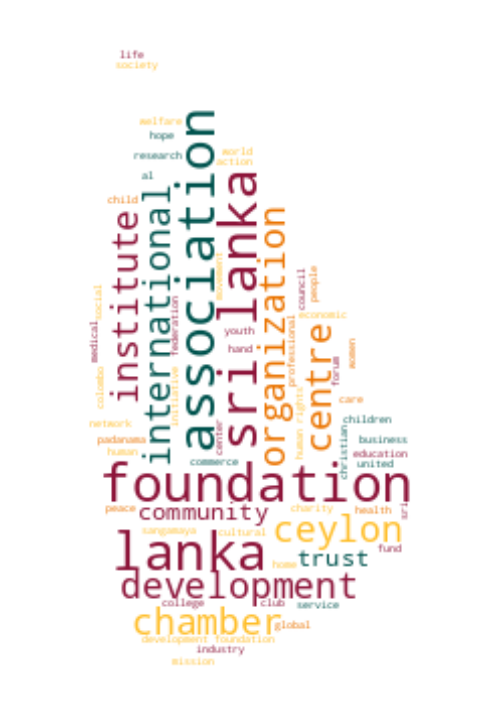 life
society
welfare
hope
research
world
action
al
child
association
sri lanka
international
institute
organization
movement
social
federation
medical
colombo
initiative
council
people
economic
professional
youth
hand
centre
forum
women
care
human rights
center
network
padanama
human
commerce
children
christian
business
education
united
foundation
peace
community
charity
health
sri
sangamaya
cultural
ceylon
lanka
trust
fund
home
development
college
club
service
chamber
global
development foundation
industry
mission